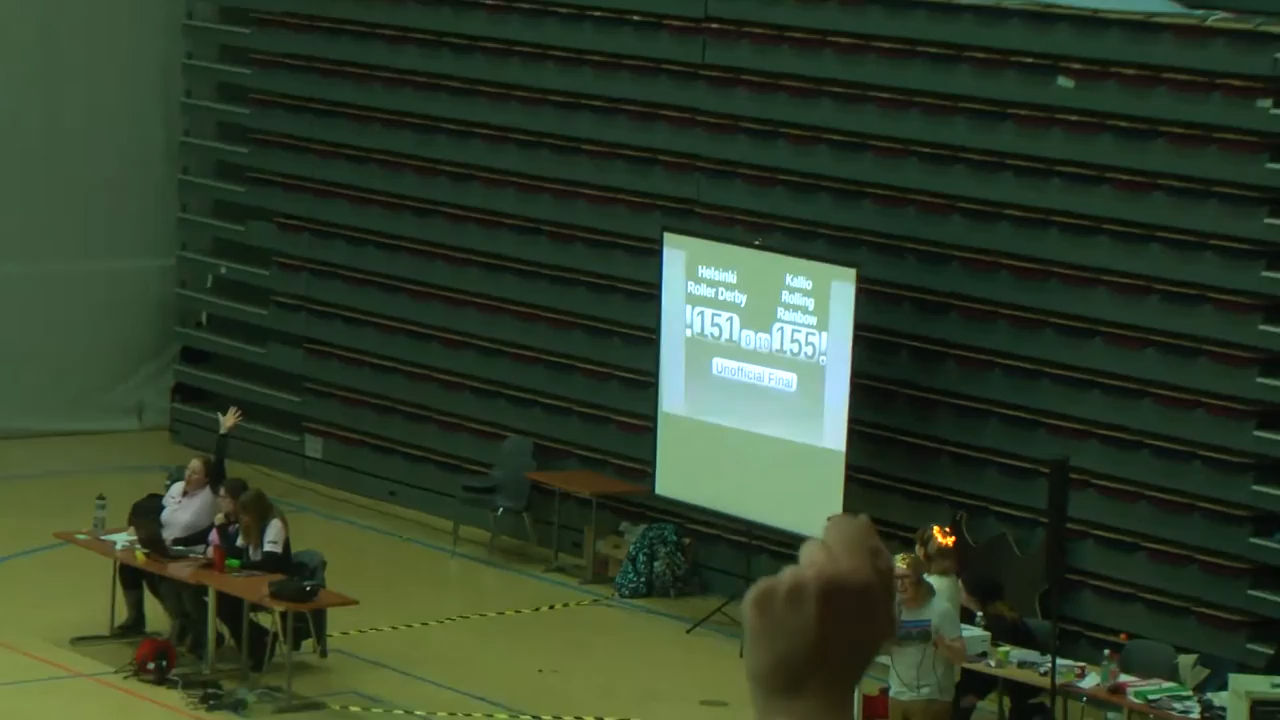 Helsinki
Roller Derby
Kallio
Rolling
Rainbow
!151 0 10 155!
Unofficial Final